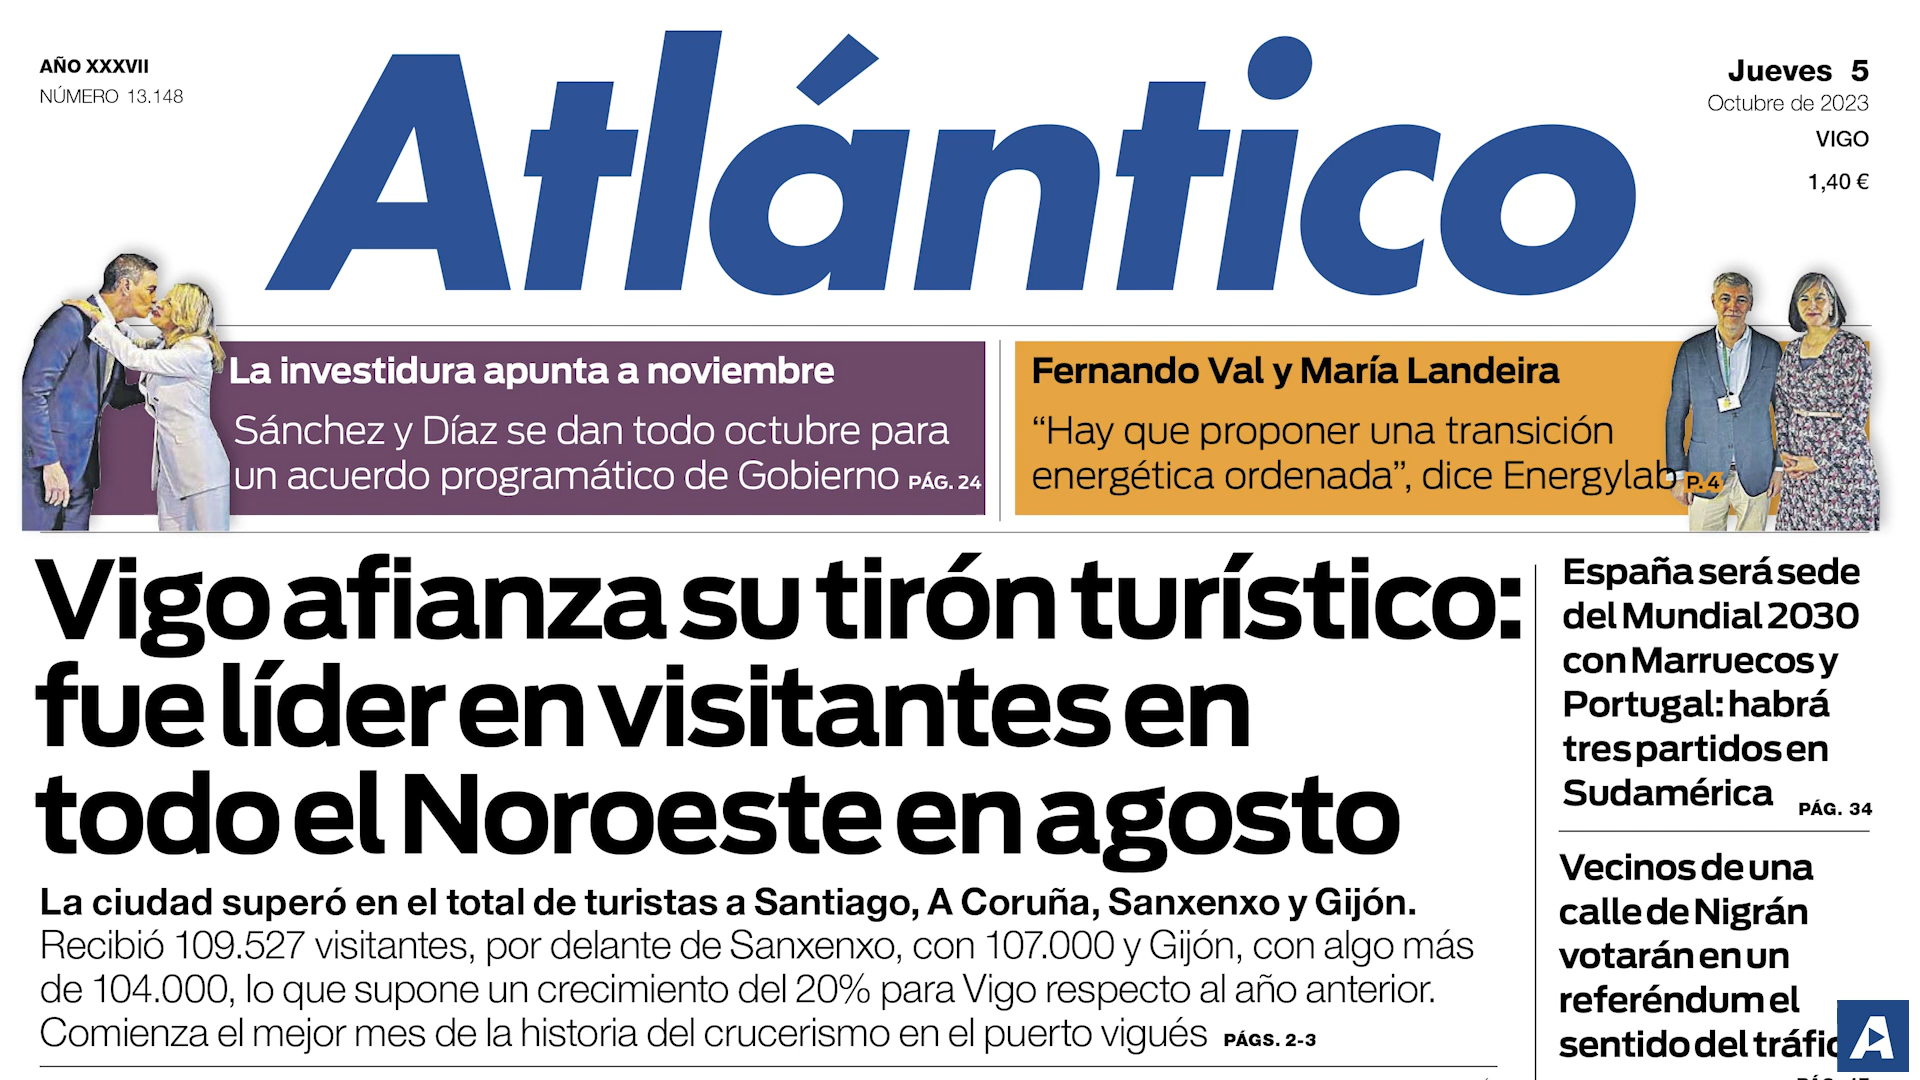 AÑO XXXVII
NÚMERO 13.148
Atlántico
Jueves 5
Octubre de 2023
VIGO
1,40 €
La investidura apunta a noviembre
Sánchez y Díaz se dan todo octubre para
un acuerdo programático de Gobierno PÁG. 24
Fernando Val y María Landeira
“Hay que proponer una transición
energética ordenada”, dice Energylab P. 4
Vigo afianza su tirón turístico:
fue líder en visitantes en
todo el Noroeste en agosto
La ciudad superó en el total de turistas a Santiago, A Coruña, Sanxenxo y Gijón.
Recibió 109.527 visitantes, por delante de Sanxenxo, con 107.000 y Gijón, con algo más
de 104.000, lo que supone un crecimiento del 20% para Vigo respecto al año anterior.
Comienza el mejor mes de la historia del crucerismo en el puerto vigués PÁGS. 2-3
España será sede
del Mundial 2030
con Marruecos y
Portugal: habrá
tres partidos en
Sudamérica PÁG. 34
Vecinos de una
calle de Nigrán
votarán en un
referéndum el
sentido del
A